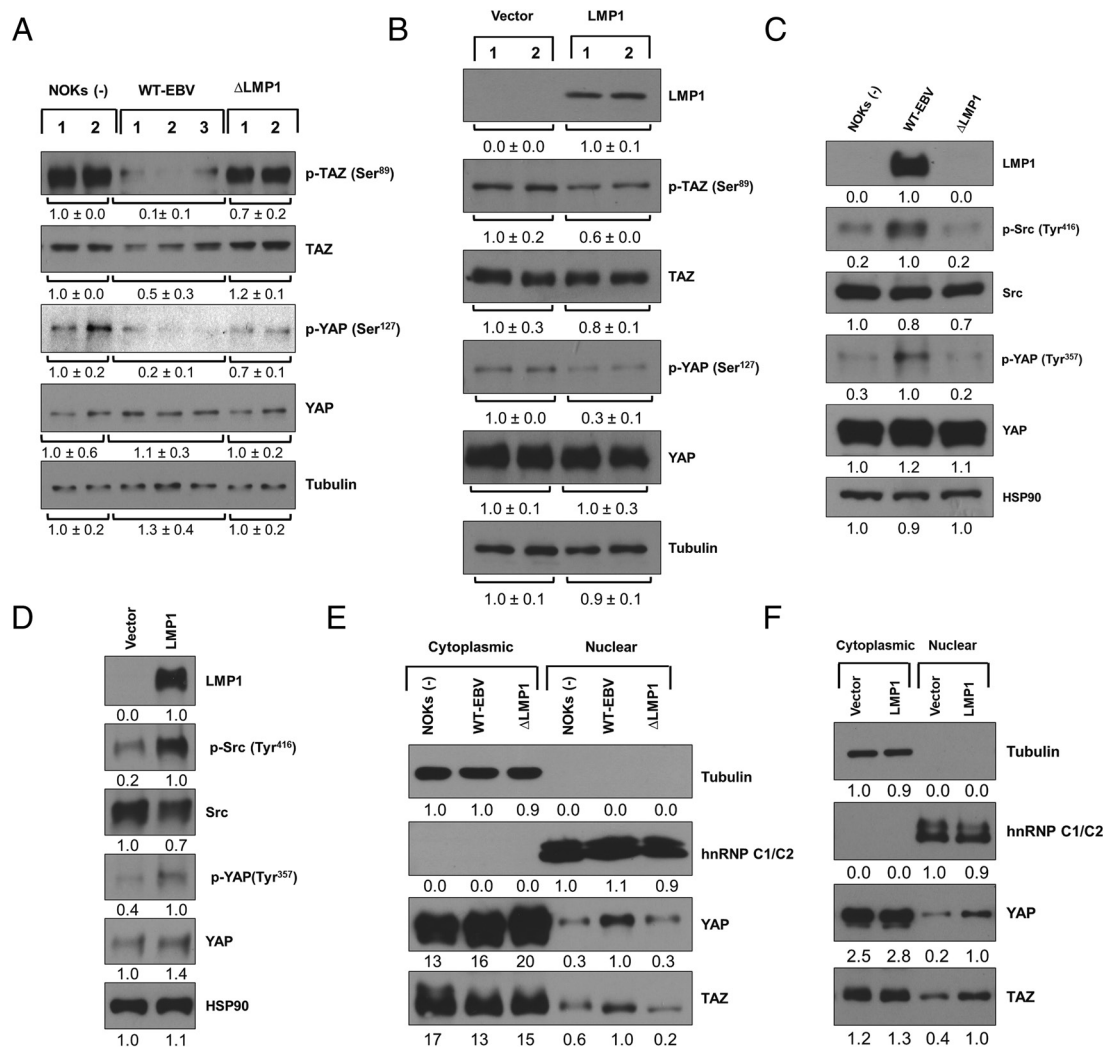 A
NOKs (-) WT-EBV ΔLMP1
1 2 1 2 3 1 2
p-TAZ (Ser89)
1.0 ± 0.0 0.1± 0.1 0.7 ± 0.2
TAZ
1.0 ± 0.0 0.5 ± 0.3 1.2 ± 0.1
p-YAP (Ser127)
1.0 ± 0.2 0.2 ± 0.1 0.7 ± 0.1
YAP
1.0 ± 0.6 1.1 ± 0.3 1.0 ± 0.2
Tubulin
1.0 ± 0.2 1.3 ± 0.4 1.0 ± 0.2
B
Vector LMP1
1 2 1 2
LMP1
0.0 ± 0.0 1.0 ± 0.1
p-TAZ (Ser89)
1.0 ± 0.2 0.6 ± 0.0
TAZ
1.0 ± 0.3 0.8 ± 0.1
p-YAP (Ser127)
1.0 ± 0.0 0.3 ± 0.1
YAP
1.0 ± 0.1 1.0 ± 0.3
Tubulin
1.0 ± 0.1 0.9 ± 0.1
C
NOKs (-) WT-EBV ΔLMP1
LMP1
0.0 1.0 0.0
p-Src (Tyr416)
0.2 1.0 0.2
Src
1.0 0.8 0.7
p-YAP (Tyr357)
0.3 1.0 0.2
YAP
1.0 1.2 1.1
HSP90
1.0 0.9 1.0
D
Vector LMP1
LMP1
0.0 1.0
p-Src (Tyr416)
0.2 1.0
Src
1.0 0.7
p-YAP(Tyr357)
0.4 1.0
YAP
1.0 1.4
HSP90
1.0 1.1
E
Cytoplasmic Nuclear
NOKs (-) WT-EBV ΔLMP1 NOKs (-) WT-EBV ΔLMP1
Tubulin
1.0 1.0 0.9 0.0 0.0 0.0
hnRNP C1/C2
0.0 0.0 0.0 1.0 1.1 0.9
YAP
13 16 20 0.3 1.0 0.3
TAZ
17 13 15 0.6 1.0 0.2
F
Cytoplasmic Nuclear
Vector LMP1 Vector LMP1
Tubulin
1.0 0.9 0.0 0.0
hnRNP C1/C2
0.0 0.0 1.0 0.9
YAP
2.5 2.8 0.2 1.0
TAZ
1.2 1.3 0.4 1.0